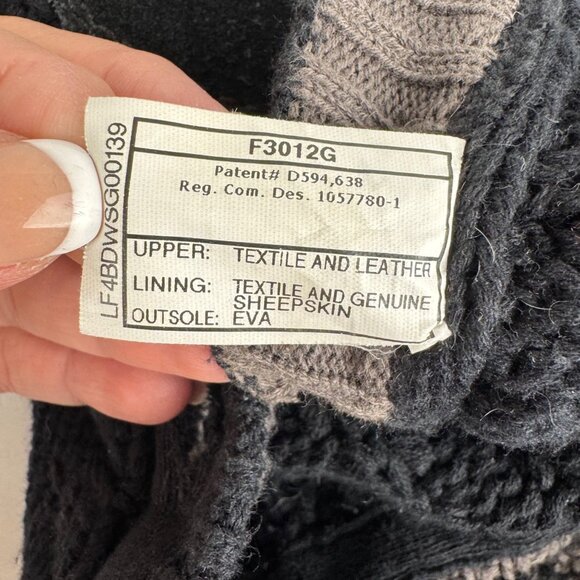 F3012G
Patent# D594,638
Reg. Com. Des. 1057780-1
UPPER: TEXTILE AND LEATHER
LINING: TEXTILE AND GENUINE
SHEEPSKIN
OUTSOLE: EVA
LF4BDWSG00139